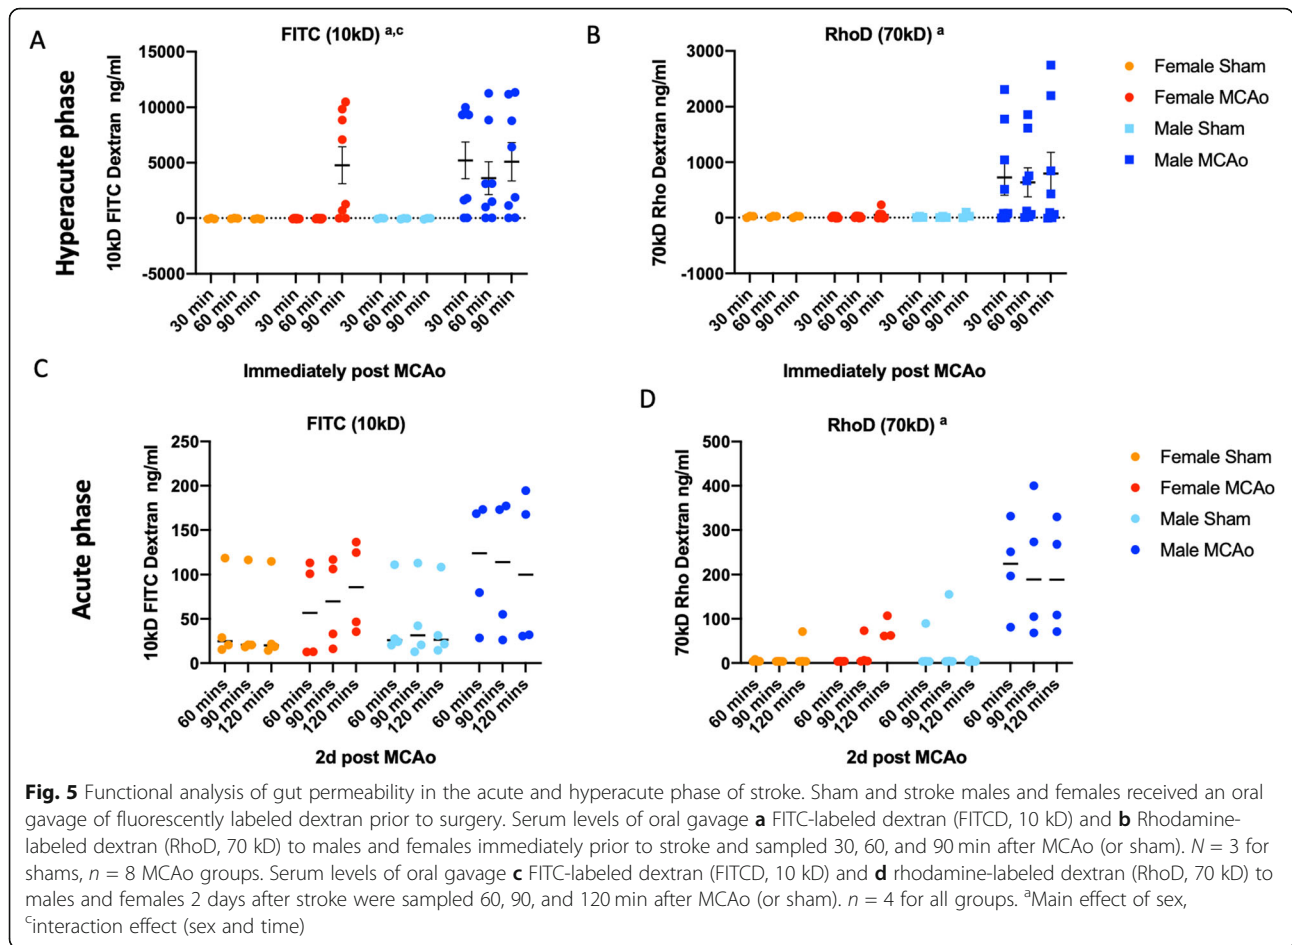 A
FITC (10kD) a,c
Hyperacute phase
10kD FITC Dextran ng/ml
15000
10000
5000
0
-5000
30 min
60 min
90 min
30 min
60 min
90 min
30 min
60 min
90 min
30 min
60 min
90 min
Immediately post MCAo
B
RhoD (70kD) a
70kD Rho Dextran ng/ml
3000
2000
1000
0
-1000
30 min
60 min
90 min
30 min
60 min
90 min
30 min
60 min
90 min
30 min
60 min
90 min
Immediately post MCAo
Female Sham
Female MCAo
Male Sham
Male MCAo
C
FITC (10kD)
Acute phase
10kD FITC Dextran ng/ml
250
200
150
100
50
0
60 mins
90 mins
120 mins
60 mins
90 mins
120 mins
60 mins
90 mins
120 mins
60 mins
90 mins
120 mins
2d post MCAo
D
RhoD (70kD) a
70kD Rho Dextran ng/ml
500
400
300
200
100
0
60 mins
90 mins
120 mins
60 mins
90 mins
120 mins
60 mins
90 mins
120 mins
60 mins
90 mins
120 mins
2d post MCAo
Female Sham
Female MCAo
Male Sham
Male MCAo
Fig. 5 Functional analysis of gut permeability in the acute and hyperacute phase of stroke. Sham and stroke males and females received an oral
gavage of fluorescently labeled dextran prior to surgery. Serum levels of oral gavage a FITC-labeled dextran (FITCD, 10 kD) and b Rhodamine-
labeled dextran (RhoD, 70 kD) to males and females immediately prior to stroke and sampled 30, 60, and 90 min after MCAo (or sham). N = 3 for
shams, n = 8 MCAo groups. Serum levels of oral gavage c FITC-labeled dextran (FITCD, 10 kD) and d rhodamine-labeled dextran (RhoD, 70 kD) to
males and females 2 days after stroke were sampled 60, 90, and 120 min after MCAo (or sham). n = 4 for all groups. aMain effect of sex,
cinteraction effect (sex and time)